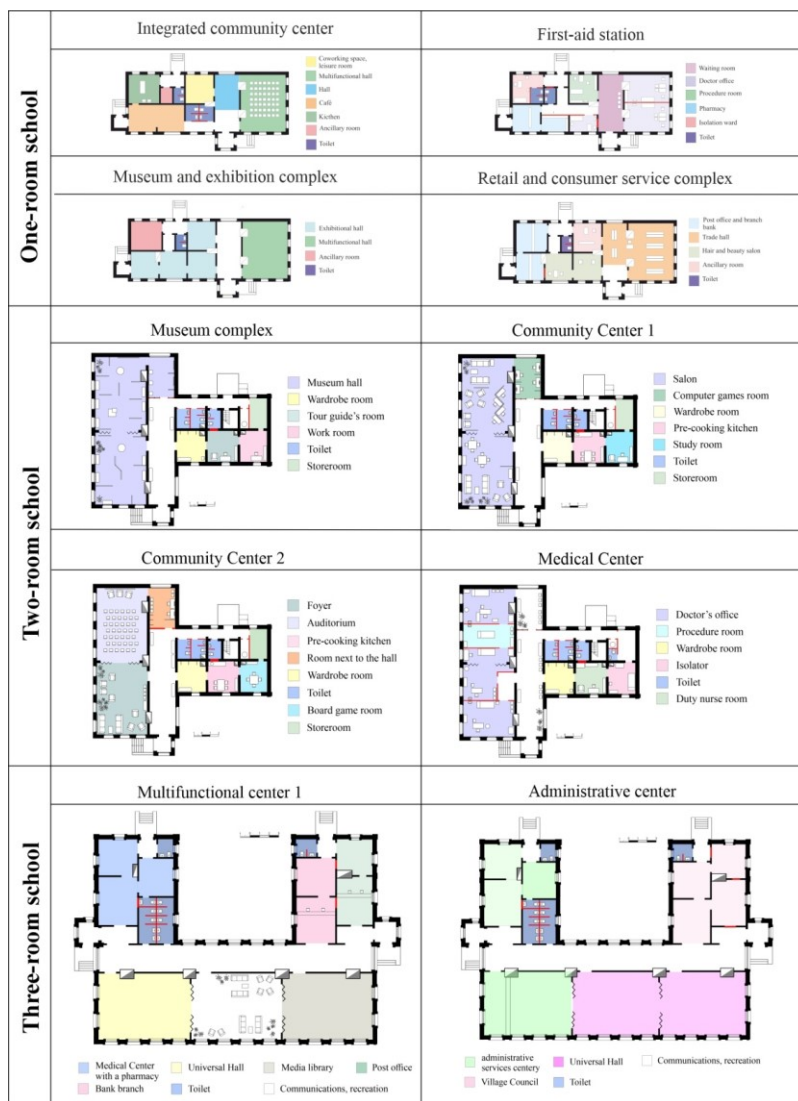 One-room school
Integrated community center
Coworking space,
leisure room
Multifunctional hall
Hall
Café
Kicthen
Ancillary room
Toilet
First-aid station
Waiting room
Doctor office
Procedure room
Pharmacy
Isolation ward
Toilet
Museum and exhibition complex
Exhibitional hall
Multifunctional hall
Ancillary room
Toilet
Retail and consumer service complex
Post office and branch
bank
Trade hall
Hair and beauty salon
Ancillary room
Toilet
Two-room school
Museum complex
Museum hall
Wardrobe room
Tour guide's room
Work room
Toilet
Storeroom
Community Center 1
Salon
Computer games room
Wardrobe room
Pre-cooking kitchen
Study room
Toilet
Storeroom
Community Center 2
Foyer
Auditorium
Pre-cooking kitchen
Room next to the hall
Wardrobe room
Toilet
Board game room
Storeroom
Medical Center
Doctor's office
Procedure room
Wardrobe room
Isolator
Toilet
Duty nurse room
Three-room school
Multifunctional center 1
Medical Center
with a pharmacy
Universal Hall
Media library
Post office
Bank branch
Toilet
Communications, recreation
Administrative center
administrative
services centery
Universal Hall
Communications, recreation
Village Council
Toilet